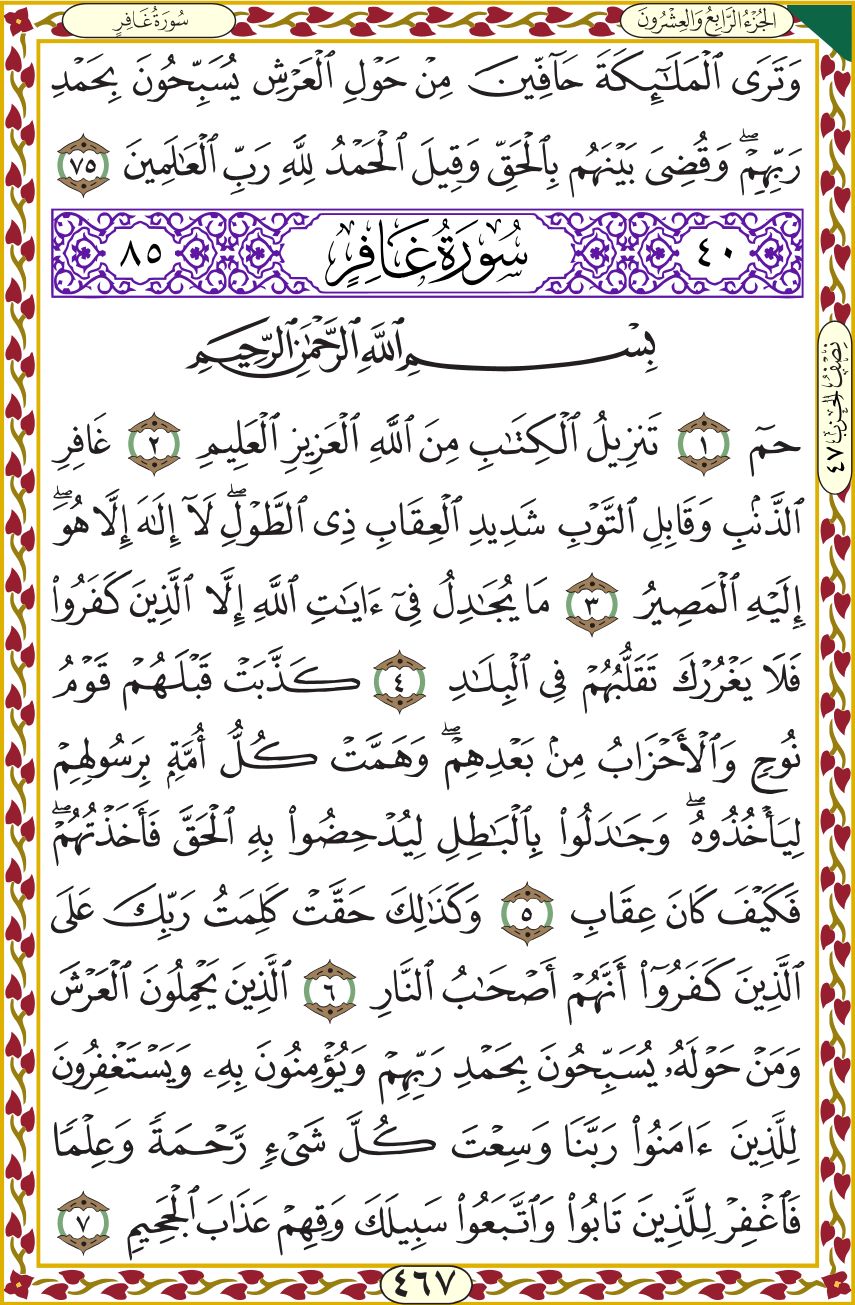 الجُزْءُ الرَّابِعُ وَالعِشْرُونَ
سُورَةُ غَافِرٍ
وَتَرَى ٱلْمَلَٰٓئِكَةَ حَآفِّينَ مِنْ حَوْلِ ٱلْعَرْشِ يُسَبِّحُونَ بِحَمْدِ
رَبِّهِمْۖ وَقُضِىَ بَيْنَهُم بِٱلْحَقِّ وَقِيلَ ٱلْحَمْدُ لِلَّهِ رَبِّ ٱلْعَٰلَمِينَ ٧٥
٤٠ سُورَةُ غَافِرٍ ٨٥
بِسْمِ ٱللَّهِ ٱلرَّحْمَٰنِ ٱلرَّحِيمِ
حمٓ ١ تَنزِيلُ ٱلْكِتَٰبِ مِنَ ٱللَّهِ ٱلْعَزِيزِ ٱلْعَلِيمِ ٢ غَافِرِ
ٱلذَّنۢبِ وَقَابِلِ ٱلتَّوْبِ شَدِيدِ ٱلْعِقَابِ ذِى ٱلطَّوْلِۖ لَآ إِلَٰهَ إِلَّا هُوَۖ
إِلَيْهِ ٱلْمَصِيرُ ٣ مَا يُجَٰدِلُ فِىٓ ءَايَٰتِ ٱللَّهِ إِلَّا ٱلَّذِينَ كَفَرُوا۟
فَلَا يَغْرُرْكَ تَقَلُّبُهُمْ فِى ٱلْبِلَٰدِ ٤ كَذَّبَتْ قَبْلَهُمْ قَوْمُ
نُوحٍ وَٱلْأَحْزَابُ مِنۢ بَعْدِهِمْۖ وَهَمَّتْ كُلُّ أُمَّةٍۭ بِرَسُولِهِمْ
لِيَأْخُذُوهُۖ وَجَٰدَلُوا۟ بِٱلْبَٰطِلِ لِيُدْحِضُوا۟ بِهِ ٱلْحَقَّ فَأَخَذْتُهُمْۖ
فَكَيْفَ كَانَ عِقَابِ ٥ وَكَذَٰلِكَ حَقَّتْ كَلِمَتُ رَبِّكَ عَلَى
ٱلَّذِينَ كَفَرُوٓا۟ أَنَّهُمْ أَصْحَٰبُ ٱلنَّارِ ٦ ٱلَّذِينَ يَحْمِلُونَ ٱلْعَرْشَ
وَمَنْ حَوْلَهُۥ يُسَبِّحُونَ بِحَمْدِ رَبِّهِمْ وَيُؤْمِنُونَ بِهِۦ وَيَسْتَغْفِرُونَ
لِلَّذِينَ ءَامَنُوا۟ رَبَّنَا وَسِعْتَ كُلَّ شَىْءٍ رَّحْمَةً وَعِلْمًا
فَٱغْفِرْ لِلَّذِينَ تَابُوا۟ وَٱتَّبَعُوا۟ سَبِيلَكَ وَقِهِمْ عَذَابَ ٱلْجَحِيمِ ٧
نِصْفُ الحِزْبِ ٤٧
٤٦٧